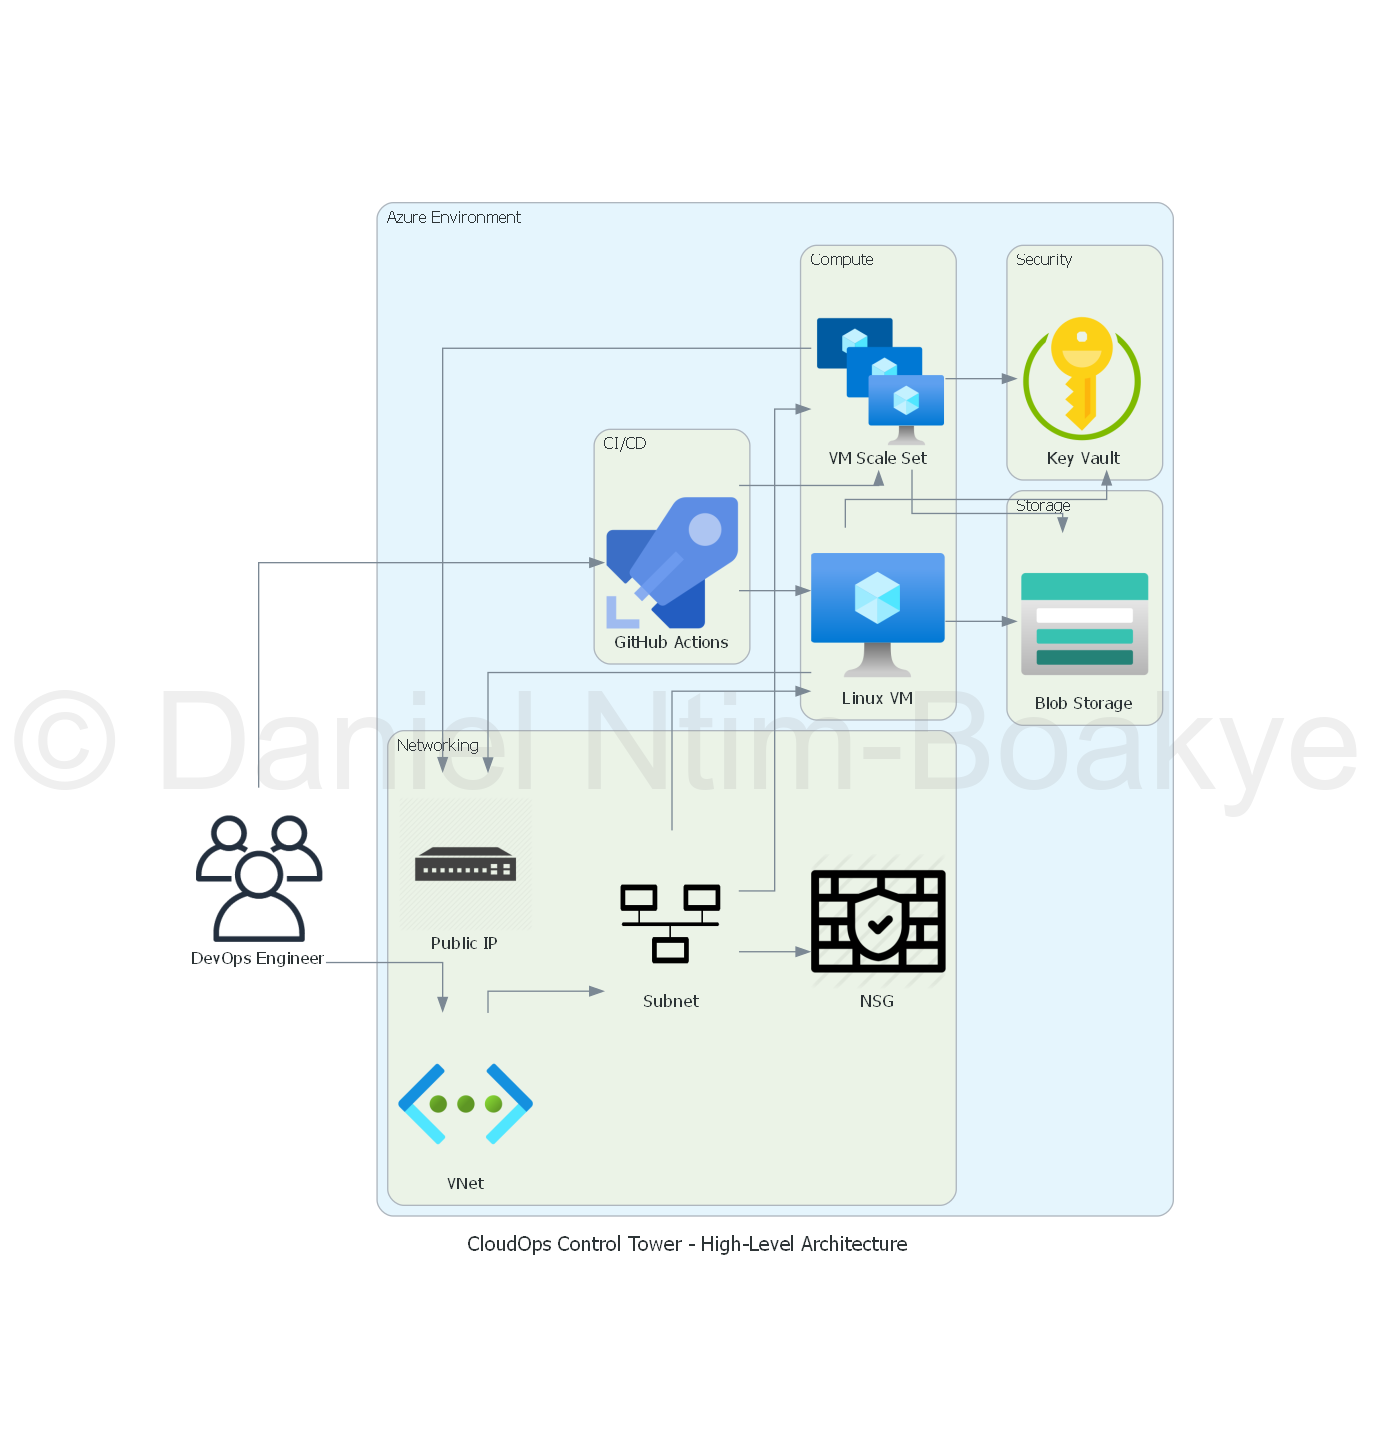 Azure Environment
Compute
Security
VM Scale Set
Key Vault
CI/CD
GitHub Actions
Storage
Linux VM
Blob Storage
© Daniel Ntim-Boakye
Networking
Public IP
DevOps Engineer
Subnet
NSG
VNet
CloudOps Control Tower - High-Level Architecture